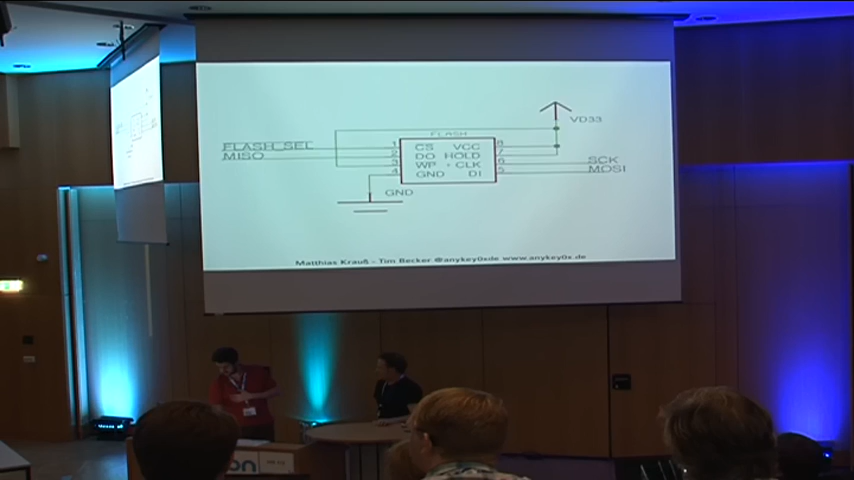 VD33
FLASH
FLASH_SEL
MISO
1 CS VCC 8
2 DO HOLD 7
3 WP CLK 6
4 GND DI 5
SCK
MOSI
GND
Matthias Krauß - Tim Becker @anykey0xde www.anykey0x.de
on